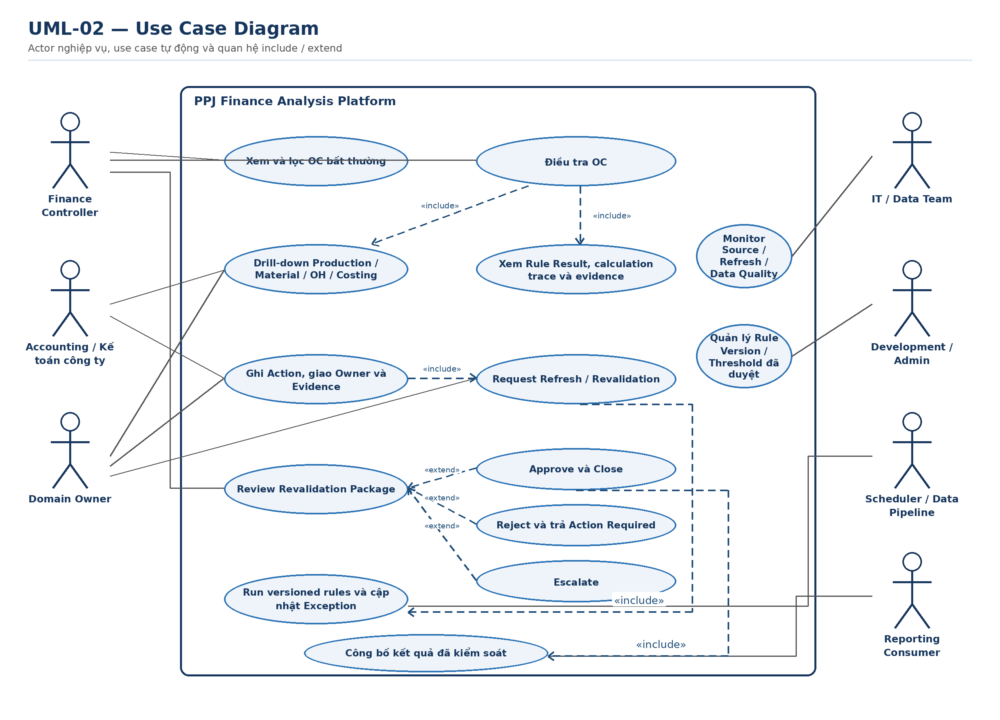 UML-02 — Use Case Diagram
Actor nghiệp vụ, use case tự động và quan hệ include / extend
PPJ Finance Analysis Platform
Finance
Controller
Xem và lọc OC bất thường
Điều tra OC
IT / Data Team
«include»
«include»
Monitor
Source /
Refresh /
Data Quality
Drill-down Production /
Material / OH / Costing
Xem Rule Result, calculation
trace và evidence
Accounting / Kế
toán công ty
Quản lý Rule
Version /
Threshold đã
duyệt
Development /
Admin
Ghi Action, giao Owner và
Evidence
«include»
Request Refresh / Revalidation
Domain Owner
Review Revalidation Package
«extend»
«extend»
«extend»
Approve và Close
Reject và trả Action Required
Escalate
Scheduler / Data
Pipeline
Run versioned rules và cập
nhật Exception
«include»
Công bố kết quả đã kiểm soát
«include»
Reporting
Consumer